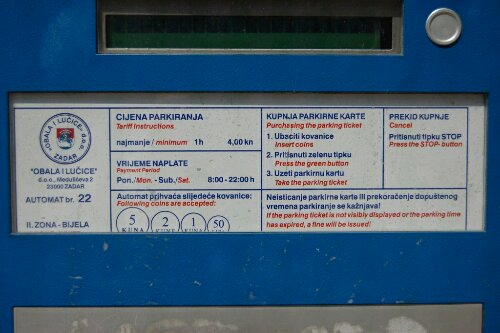 "OBALA I LUČICE" d.o.o.
ZADAR
"OBALA I LUČICE"
d.o.o., Meduliševa 2
23000 ZADAR
AUTOMAT br. 22
II. ZONA - BIJELA
CIJENA PARKIRANJA
Tariff Instructions
najmanje / minimum 1h 4,00 kn
VRIJEME NAPLATE
Payment Period
Pon./Mon. - Sub./Sat. 8:00 - 22:00 h
Automat prihvaća slijedeće kovanice:
Following coins are accepted:
5 KUNA
2 KUNE
1 KUNA
50
KUPNJA PARKIRNE KARTE
Purchasing the parking ticket
1. Ubaciti kovanice
Insert coins
2. Pritisnuti zelenu tipku
Press the green button
3. Uzeti parkirnu kartu
Take the parking ticket
PREKID KUPNJE
Cancel
Pritisnuti tipku STOP
Press the STOP- button
Neisticanje parkirne karte ili prekoračenje dopuštenog
vremena parkiranja se kažnjava!
If the parking ticket is not visibly displayed or the parking time
has expired, a fine will be issued!